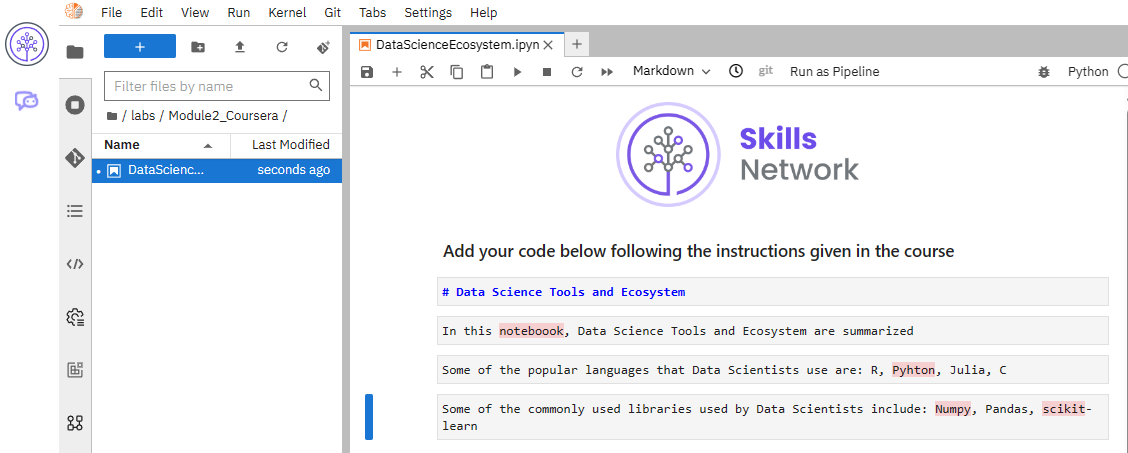 File Edit View Run Kernel Git Tabs Settings Help
DataScienceEcosystem.ipyn
Filter files by name
Markdown git Run as Pipeline Python
/ labs / Module2_Coursera /
Name Last Modified
DataScienc... seconds ago
Skills
Network
Add your code below following the instructions given in the course
# Data Science Tools and Ecosystem
In this noteboook, Data Science Tools and Ecosystem are summarized
Some of the popular languages that Data Scientists use are: R, Pyhton, Julia, C
Some of the commonly used libraries used by Data Scientists include: Numpy, Pandas, scikit-
learn